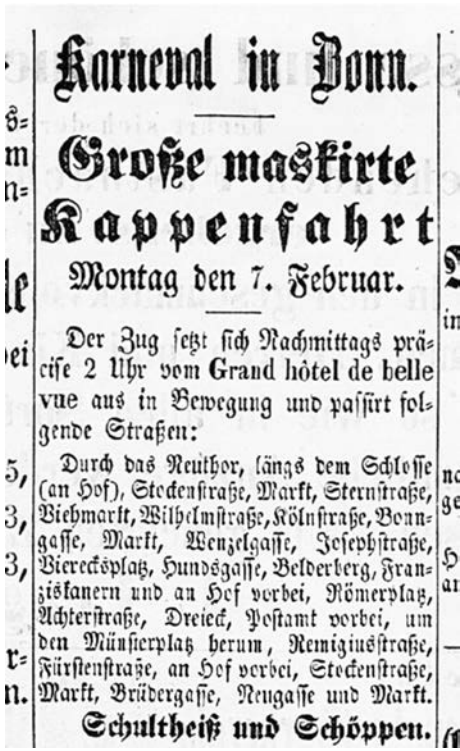 Karneval in Bonn.
Große maskirte
Kappenfahrt
Montag den 7. Februar.
Der Zug setzt sich Nachmittags prä-
cise 2 Uhr vom Grand hôtel de belle
vue aus in Bewegung und passirt fol-
gende Straßen:
Durch das Neuthor, längs dem Schlosse
(an Hof), Stockenstraße, Markt, Sternstraße,
Viehmarkt, Wilhelmstraße, Kölnstraße, Bonn-
gasse, Markt, Wenzelgasse, Josephstraße,
Vierecksplatz, Hundsgasse, Belderberg, Fran-
ziskanern und an Hof vorbei, Römerplatz,
Achterstraße, Dreieck, Postamt vorbei, um
den Münsterplatz herum, Remigiusstraße,
Fürstenstraße, an Hof vorbei, Stockenstraße,
Markt, Brüdergasse, Neugasse und Markt.
Schultheiß und Schöppen.